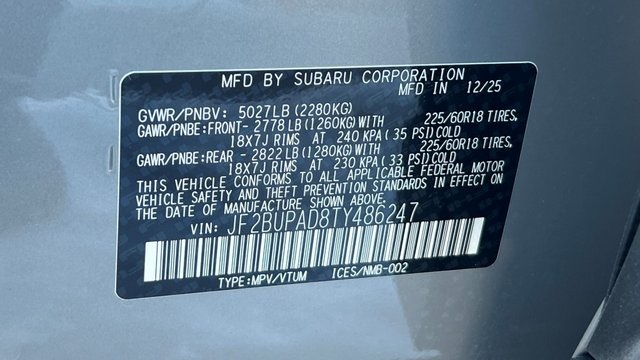 MFD BY SUBARU CORPORATION
MFD IN 12/25
GVWR/PNBV: 5027LB(2280KG)
GAWR/PNBE:FRONT- 2778LB(1260KG)WITH 225/60R18 TIRES,
18X7J RIMS AT 240 KPA(35 PSI)COLD
GAWR/PNBE:REAR - 2822LB(1280KG)WITH 225/60R18 TIRES,
18X7J RIMS AT 230 KPA(33 PSI)COLD
THIS VEHICLE CONFORMS TO ALL APPLICABLE FEDERAL MOTOR
VEHICLE SAFETY AND THEFT PREVENTION STANDARDS IN EFFECT ON
THE DATE OF MANUFACTURE SHOWN ABOVE.
VIN: JF2BUPAD8TY486247
TYPE:MPV/VTUM ICES/NMB-002